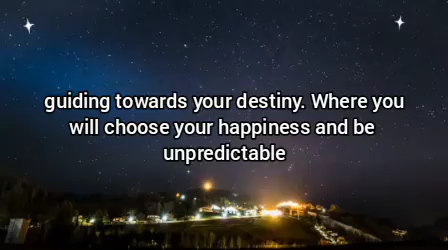 guiding towards your destiny. Where you
will choose your happiness and be
unpredictable